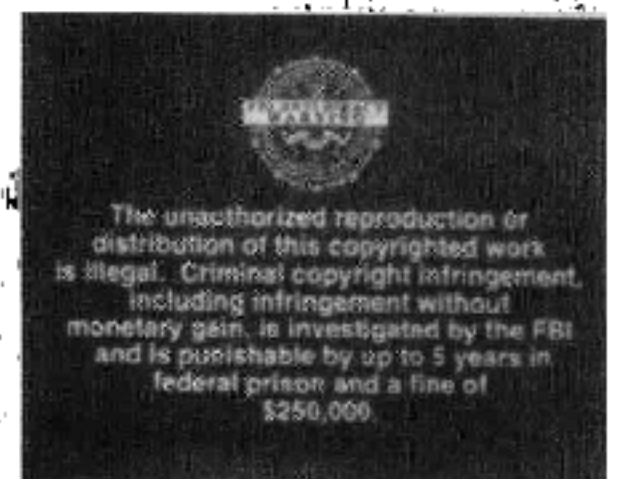 The unauthorized reproduction or
distribution of this copyrighted work
is illegal. Criminal copyright infringement,
including infringement without
monetary gain, is investigated by the FBI
and is punishable by up to 5 years in
federal prison and a fine of
$250,000.